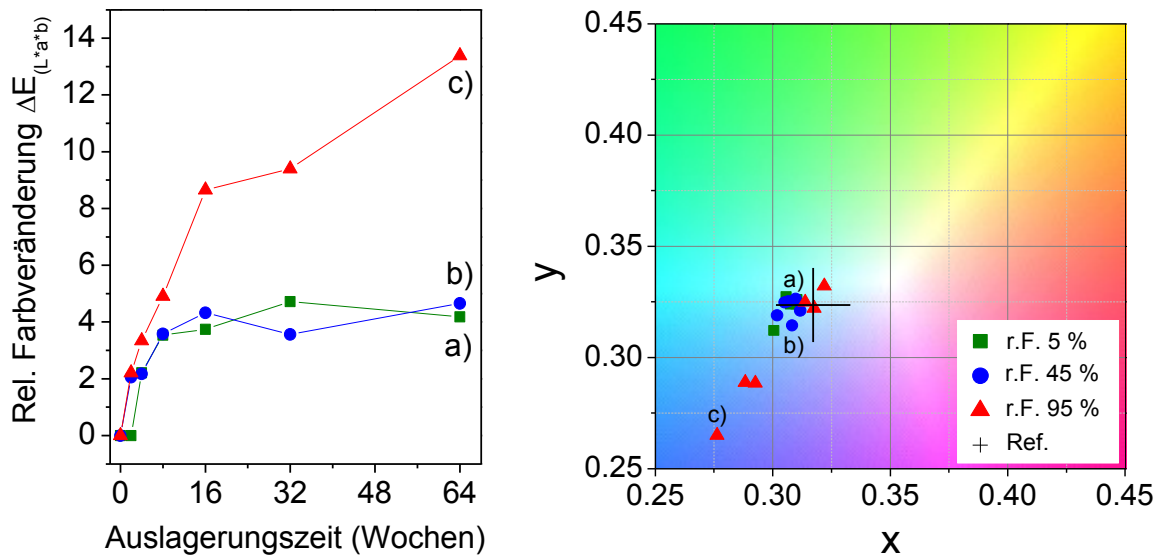 Rel. Farbveränderung ΔE(L*a*b)
14
12
10
8
6
4
2
0
c)
b)
a)
0 16 32 48 64
Auslagerungszeit (Wochen)
y
0.45
0.40
0.35
0.30
0.25
a)
b)
c)
r.F. 5 %
r.F. 45 %
r.F. 95 %
Ref.
0.25 0.30 0.35 0.40 0.45
x